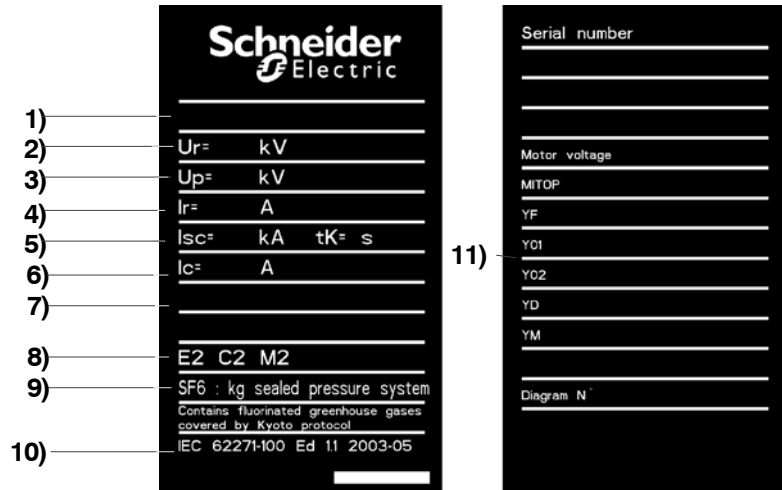 Schneider
Electric
1)
2) Ur= kV
3) Up= kV
4) Ir= A
5) Isc= kA tK= s
6) Ic= A
7)
8) E2 C2 M2
9) SF6 : kg sealed pressure system
Contains fluorinated greenhouse gases
covered by Kyoto protocol
10) IEC 62271-100 Ed 1.1 2003-05
Serial number
Motor voltage
MITOP
YF
11)
YO1
YO2
YD
YM
Diagram N°